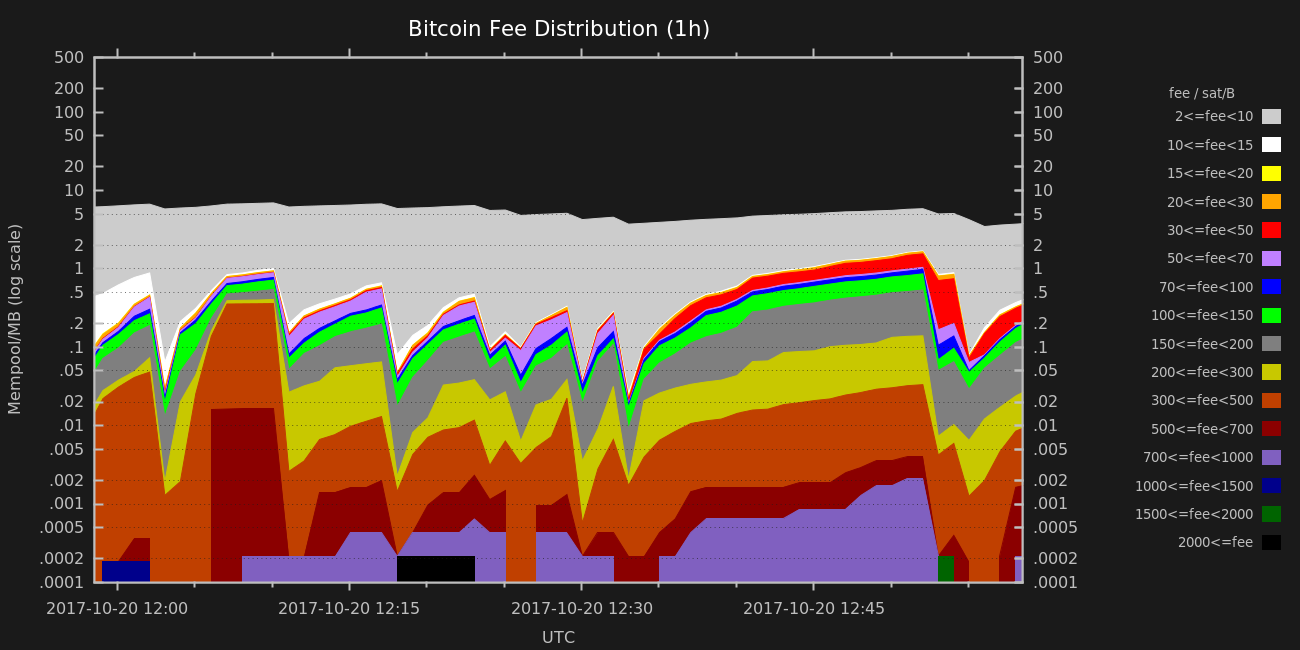 Bitcoin Fee Distribution (1h)
500
200
100
50
20
10
5
2
1
.5
.2
.1
.05
.02
.01
.005
.002
.001
.0005
.0002
.0001
Mempool/MB (log scale)
500
200
100
50
20
10
5
2
1
.5
.2
.1
.05
.02
.01
.005
.002
.001
.0005
.0002
.0001
2017-10-20 12:00
2017-10-20 12:15
2017-10-20 12:30
2017-10-20 12:45
UTC
fee / sat/B
2<=fee<10
10<=fee<15
15<=fee<20
20<=fee<30
30<=fee<50
50<=fee<70
70<=fee<100
100<=fee<150
150<=fee<200
200<=fee<300
300<=fee<500
500<=fee<700
700<=fee<1000
1000<=fee<1500
1500<=fee<2000
2000<=fee